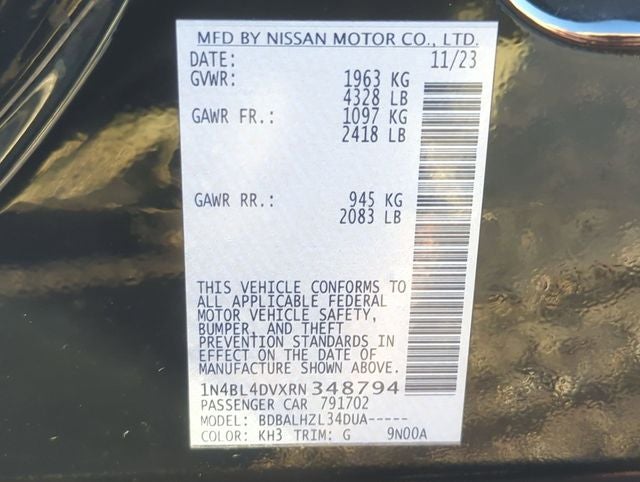 MFD BY NISSAN MOTOR CO., LTD.
DATE: 11/23
GVWR: 1963 KG
4328 LB
GAWR FR.: 1097 KG
2418 LB
GAWR RR.: 945 KG
2083 LB
THIS VEHICLE CONFORMS TO
ALL APPLICABLE FEDERAL
MOTOR VEHICLE SAFETY,
BUMPER, AND THEFT
PREVENTION STANDARDS IN
EFFECT ON THE DATE OF
MANUFACTURE SHOWN ABOVE.
1N4BL4DVXRN348794
PASSENGER CAR 791702
MODEL: BDBALHZL34DUA-----
COLOR: KH3 TRIM: G 9N00A